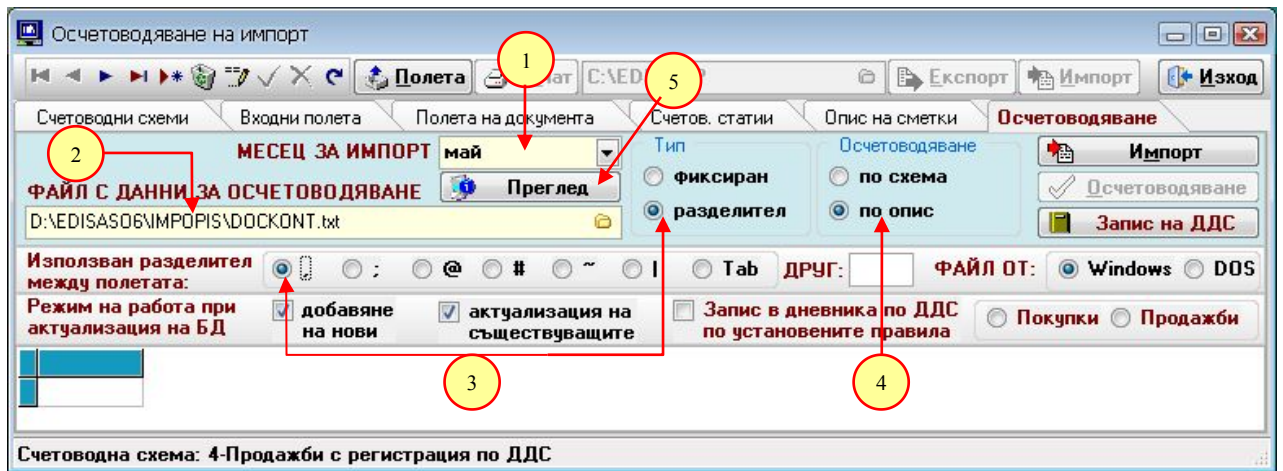 Осчетоводяване на импорт
1
Полета
C:\ED
5
Експорт
Импорт
Изход
Счетоводни схеми
Входни полета
Полета на документа
Счетов. статии
Опис на сметки
Осчетоводяване
2
МЕСЕЦ ЗА ИМПОРТ
май
Тип
Осчетоводяване
Импорт
ФАЙЛ С ДАННИ ЗА ОСЧЕТОВОДЯВАНЕ
Преглед
фиксиран
по схема
Осчетоводяване
D:\EDISASO6\IMPOPIS\DOCKONT.txt
разделител
по опис
Запис на ДДС
Използван разделител
между полетата:
, ; @ # ~ | Tab ДРУГ:
ФАЙЛ ОТ: Windows DOS
Режим на работа при
актуализация на БД
добавяне
на нови
актуализация на
съществуващите
Запис в дневника по ДДС
по установените правила
Покупки Продажби
3
4
Счетоводна схема: 4-Продажби с регистрация по ДДС